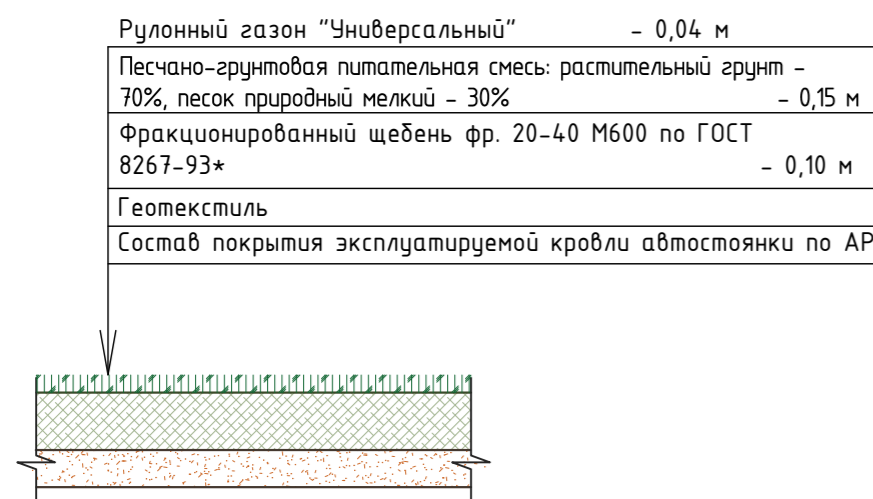 Рулонный газон "Универсальный" - 0,04 м
Песчано-грунтовая питательная смесь: растительный грунт -
70%, песок природный мелкий - 30% - 0,15 м
Фракционированный щебень фр. 20-40 М600 по ГОСТ
8267-93* - 0,10 м
Геотекстиль
Состав покрытия эксплуатируемой кровли автостоянки по АР